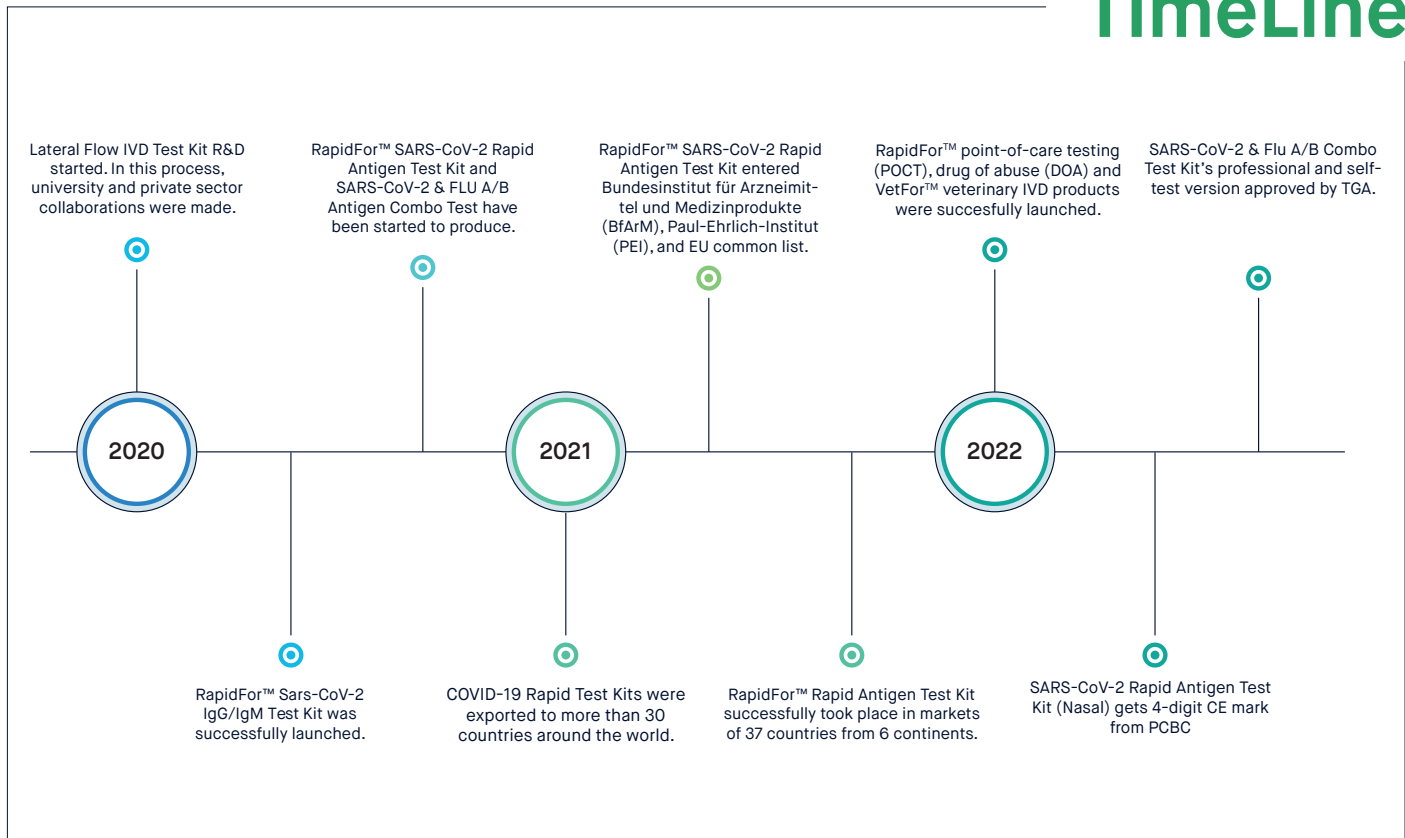 TimeLine
Lateral Flow IVD Test Kit R&D
started. In this process,
university and private sector
collaborations were made.
RapidFor™ SARS-CoV-2 Rapid
Antigen Test Kit and
SARS-CoV-2 & FLU A/B
Antigen Combo Test have
been started to produce.
RapidFor™ SARS-CoV-2 Rapid
Antigen Test Kit entered
Bundesinstitut für Arzneimit-
tel und Medizinprodukte
(BfArM), Paul-Ehrlich-Institut
(PEI), and EU common list.
RapidFor™ point-of-care testing
(POCT), drug of abuse (DOA) and
VetFor™ veterinary IVD products
were succesfully launched.
SARS-CoV-2 & Flu A/B Combo
Test Kit’s professional and self-
test version approved by TGA.
2020
2021
2022
RapidFor™ Sars-CoV-2
IgG/IgM Test Kit was
successfully launched.
COVID-19 Rapid Test Kits were
exported to more than 30
countries around the world.
RapidFor™ Rapid Antigen Test Kit
successfully took place in markets
of 37 countries from 6 continents.
SARS-CoV-2 Rapid Antigen Test
Kit (Nasal) gets 4-digit CE mark
from PCBC